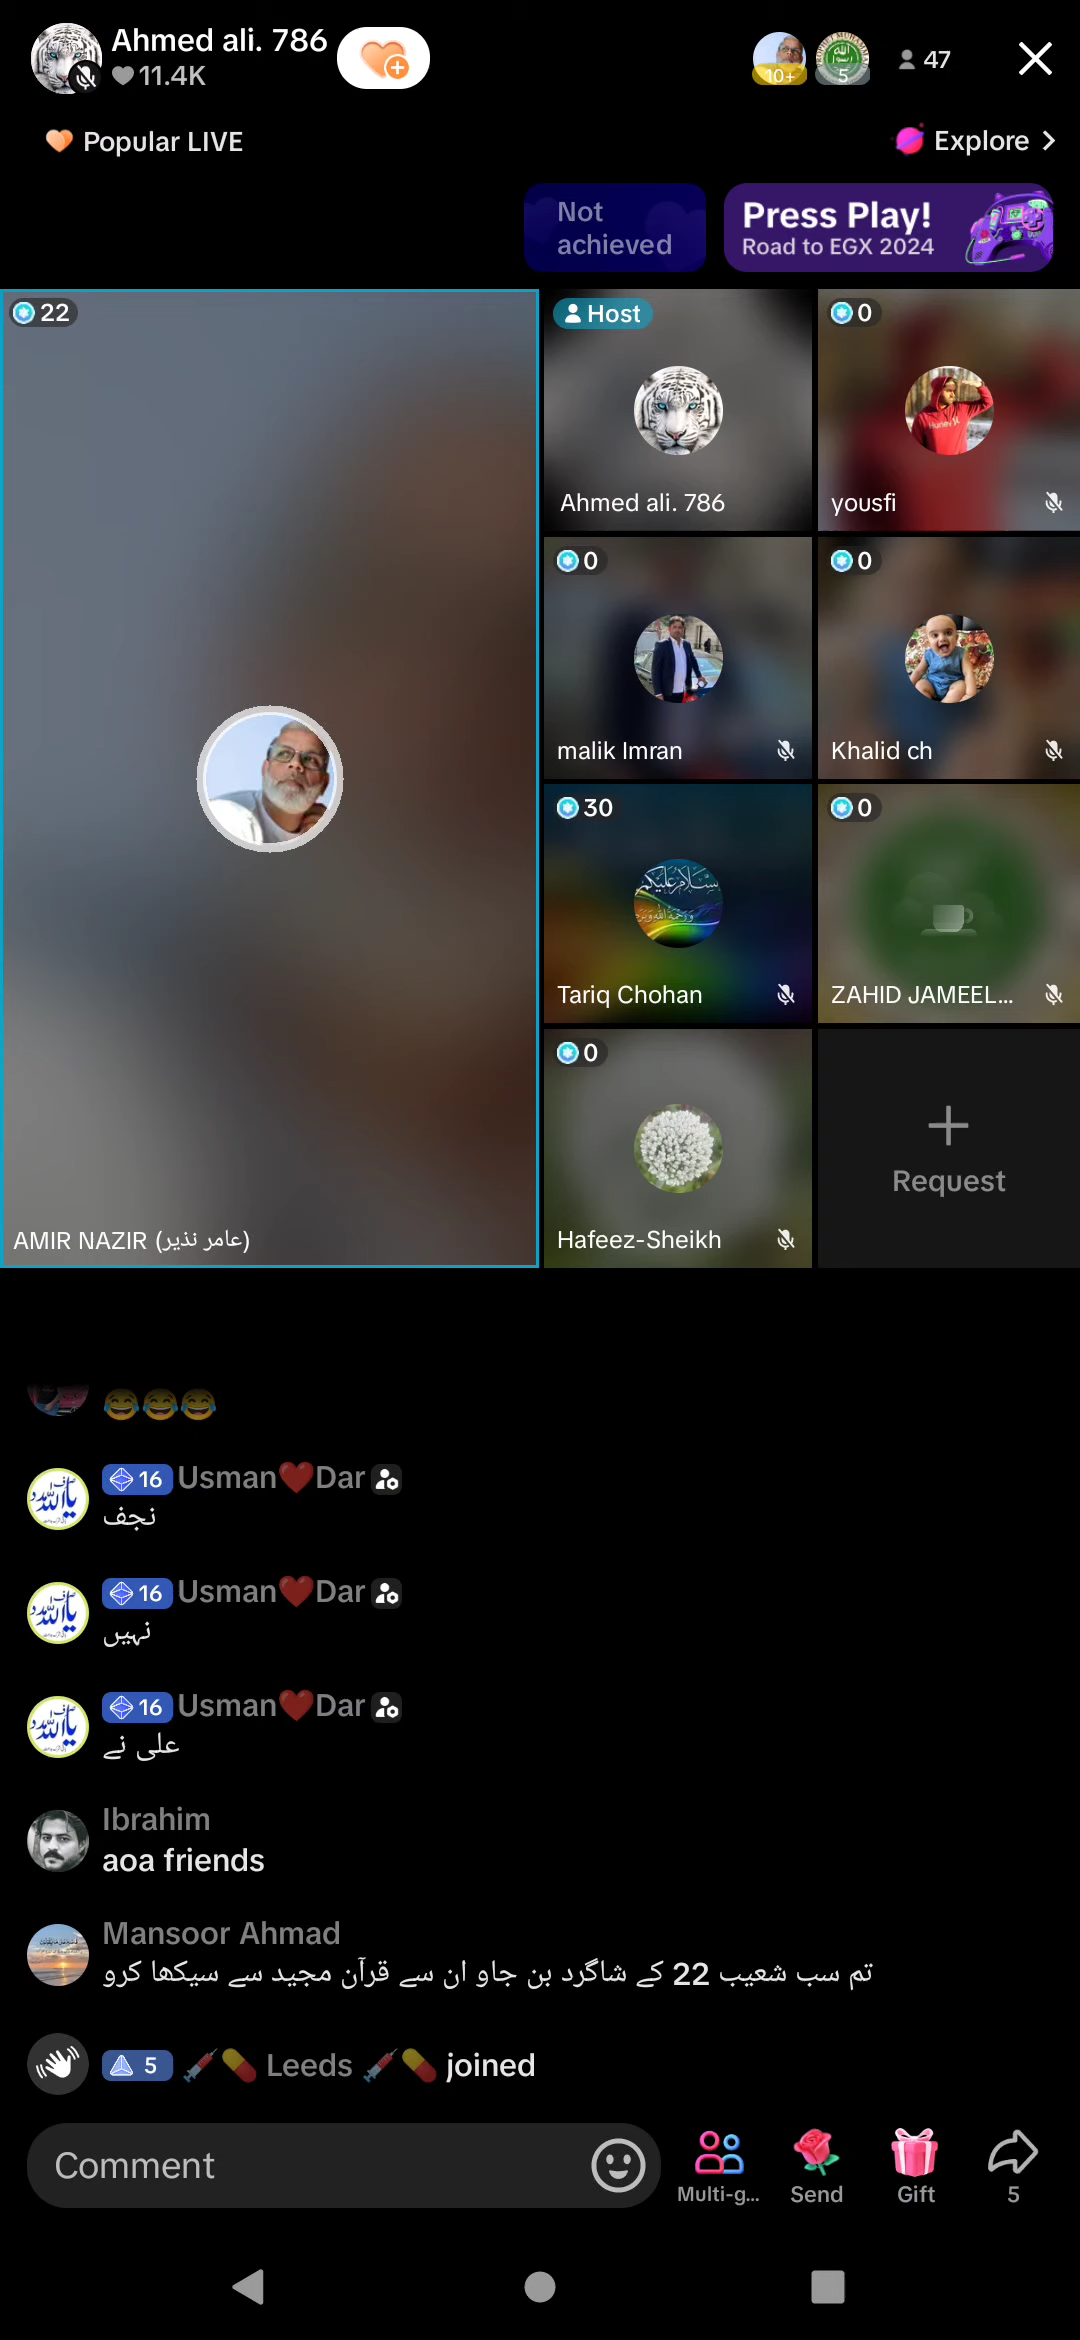 Ahmed ali. 786
11.4K
10+
5
47
Popular LIVE
Explore
Not
achieved
Press Play!
Road to EGX 2024
22
Host
0
Ahmed ali. 786
yousfi
0
0
malik Imran
Khalid ch
30
0
Tariq Chohan
ZAHID JAMEEL...
0
Request
Hafeez-Sheikh
AMIR NAZIR (عامر نذیر)
😂😂😂
16 Usman❤️Dar
نجف
16 Usman❤️Dar
نہیں
16 Usman❤️Dar
علی نے
Ibrahim
aoa friends
Mansoor Ahmad
تم سب شعیب 22 کے شاگرد بن جاو ان سے قرآن مجید سے سیکھا کرو
5 💉💊 Leeds 💉💊 joined
Comment
Multi-g...
Send
Gift
5